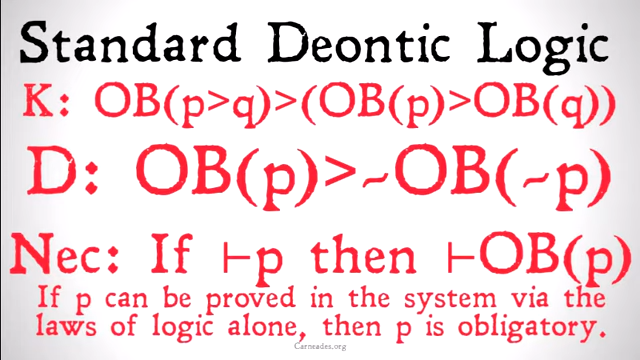 Standard Deontic Logic
K: OB(p>q)>(OB(p)>OB(q))
D: OB(p)>~OB(~p)
Nec: If ⊢p then ⊢OB(p)
If p can be proved in the system via the
laws of logic alone, then p is obligatory.
Carneades.org